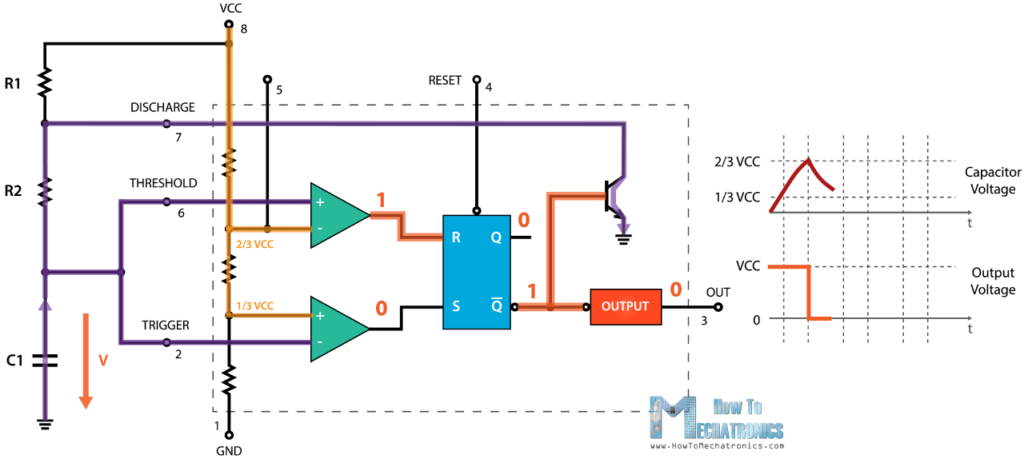 VCC
8
R1
DISCHARGE
7
5
RESET
4
R2
THRESHOLD
6
+
-
1
2/3 VCC
R
Q
0
1/3 VCC
+
-
0
S
Q̅
1
OUTPUT
0
OUT
3
TRIGGER
2
C1
V
1
GND
2/3 VCC
1/3 VCC
t
Capacitor
Voltage
VCC
0
t
Output
Voltage
How To
MECHATRONICS
www.HowToMechatronics.com